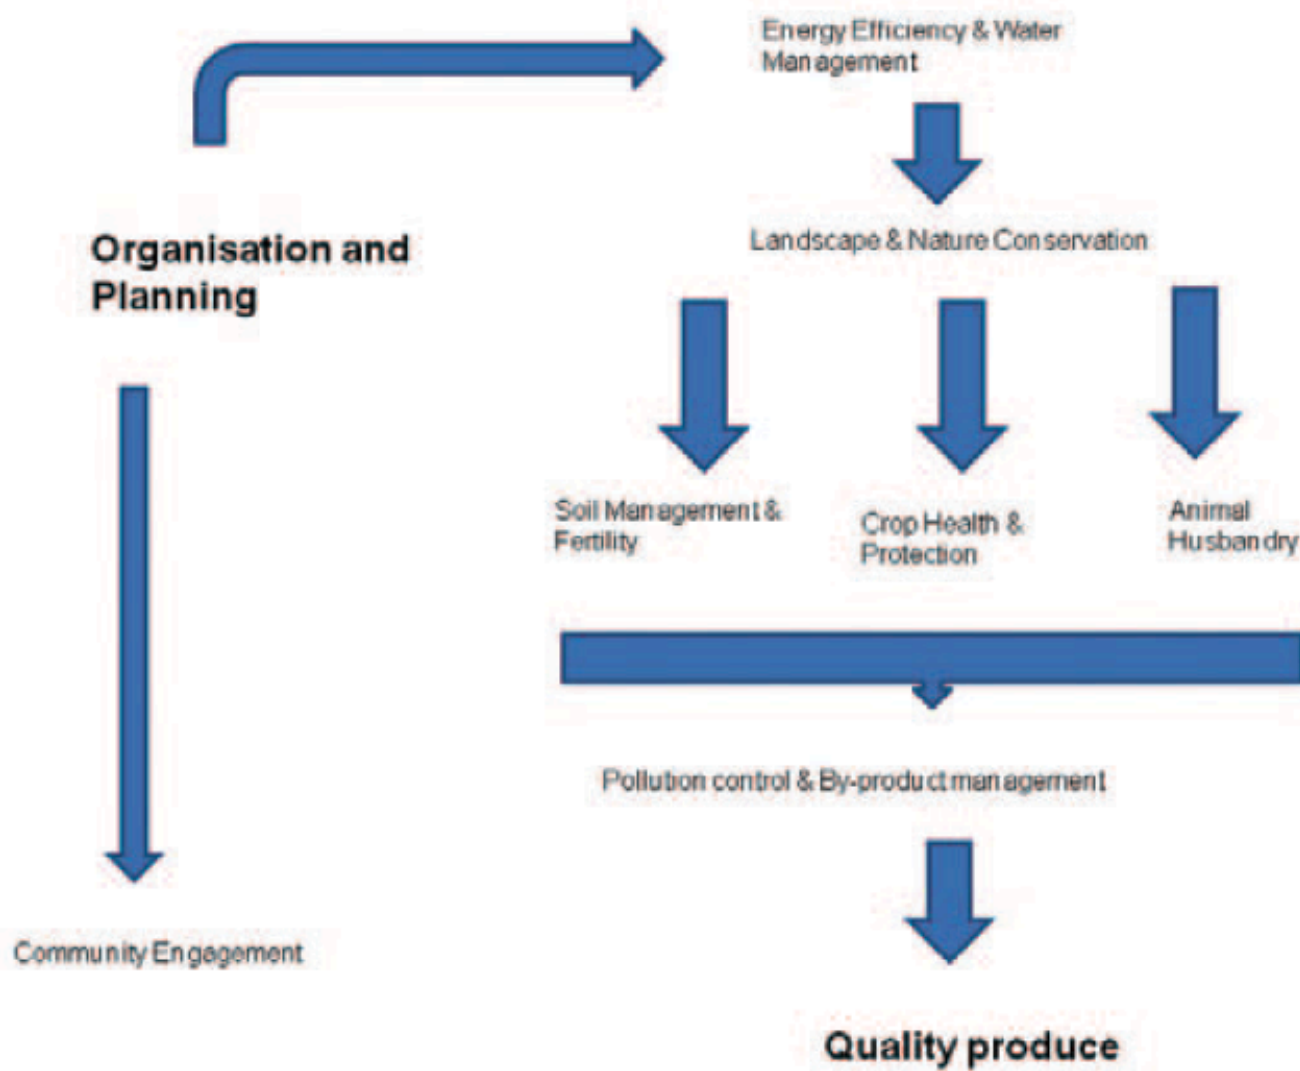 Energy Efficiency & Water
Management
Organisation and
Planning
Landscape & Nature Conservation
Soil Management &
Fertility
Crop Health &
Protection
Animal
Husbandry
Pollution control & By-product management
Community Engagement
Quality produce